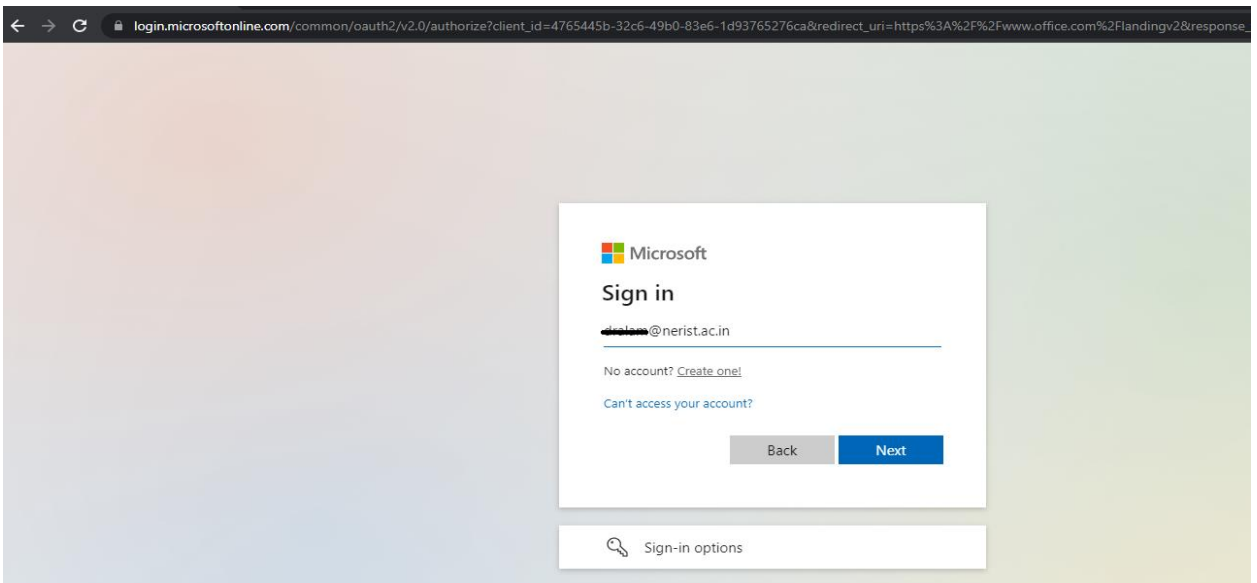 login.microsoftonline.com/common/oauth2/v2.0/authorize?client_id=4765445b-32c6-49b0-83e6-1d93765276ca&redirect_uri=https%3A%2F%2Fwww.office.com%2Flandingv2&response_
Microsoft
Sign in
@nerist.ac.in
No account? Create one!
Can't access your account?
Back Next
Sign-in options